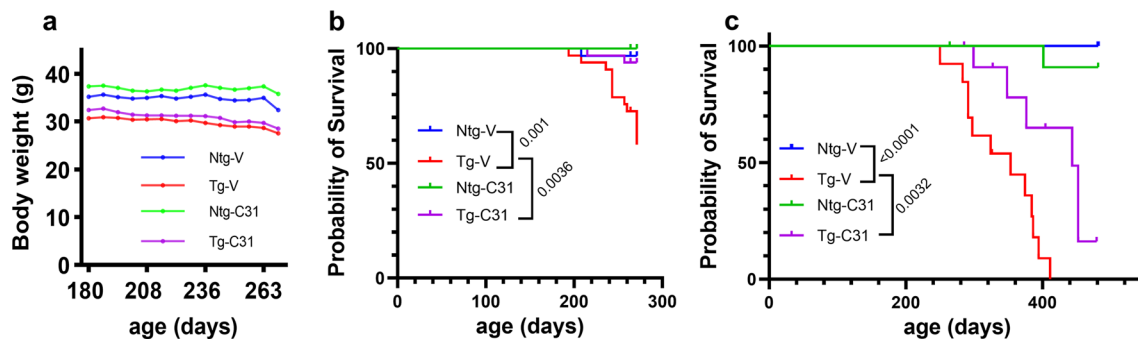 a
Body weight (g)
40
30
20
10
0
Ntg-V
Tg-V
Ntg-C31
Tg-C31
180 208 236 263
age (days)
b
Probability of Survival
100
50
0
Ntg-V
Tg-V
Ntg-C31
Tg-C31
0.001
0.0036
0 100 200 300
age (days)
c
Probability of Survival
100
50
0
Ntg-V
Tg-V
Ntg-C31
Tg-C31
<0.0001
0.0032
0 200 400
age (days)